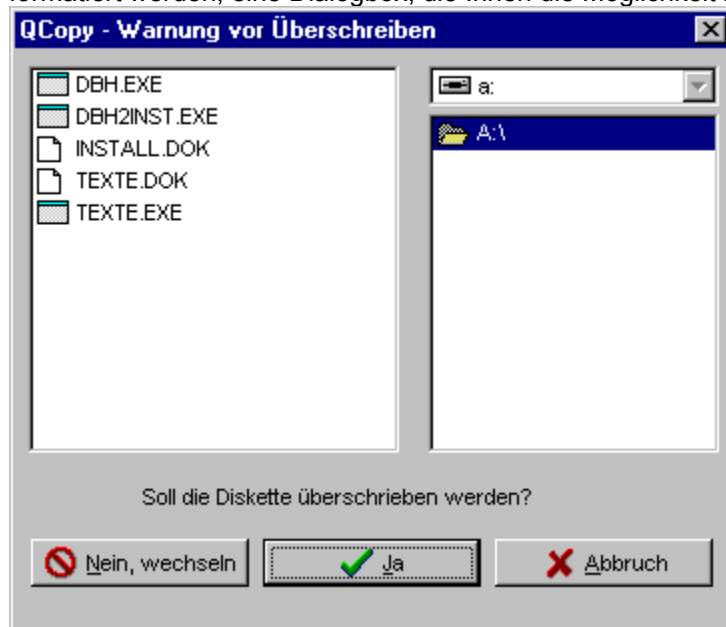 formatiert werden, eine Dialogbox, die Ihnen die Möglichkeit
QCopy - Warnung vor Überschreiben
DBH.EXE
DBH2INST.EXE
INSTALL.DOK
TEXTE.DOK
TEXTE.EXE
a:
A:\
Soll die Diskette überschrieben werden?
Nein, wechseln
Ja
Abbruch